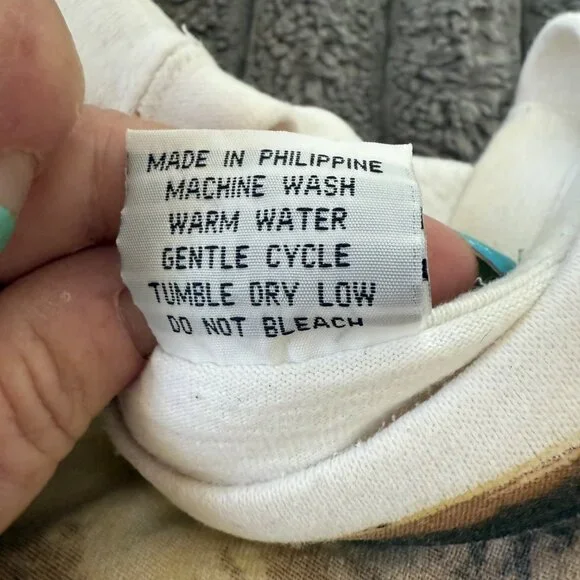 MADE IN PHILIPPINE
MACHINE WASH
WARM WATER
GENTLE CYCLE
TUMBLE DRY LOW
DO NOT BLEACH